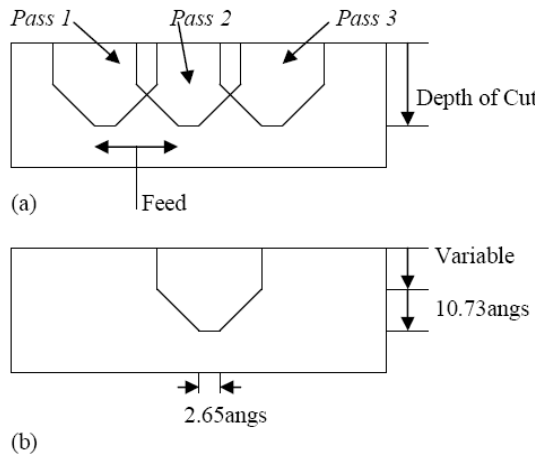 Pass 1
Pass 2
Pass 3
Depth of Cut
(a)
Feed
Variable
10.73angs
2.65angs
(b)